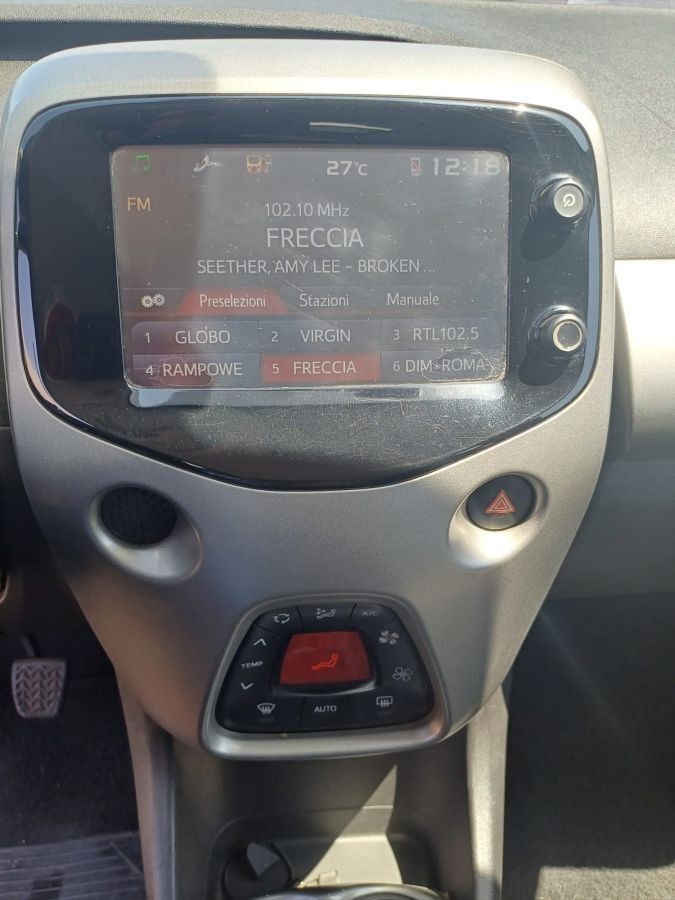 27°C 12:18
FM
102.10 MHz
FRECCIA
SEETHER, AMY LEE - BROKEN ...
Preselezioni Stazioni Manuale
1 GLOBO 2 VIRGIN 3 RTL102.5
4 RAMPOWE 5 FRECCIA 6 DIM*ROMA-
A/C
TEMP
AUTO